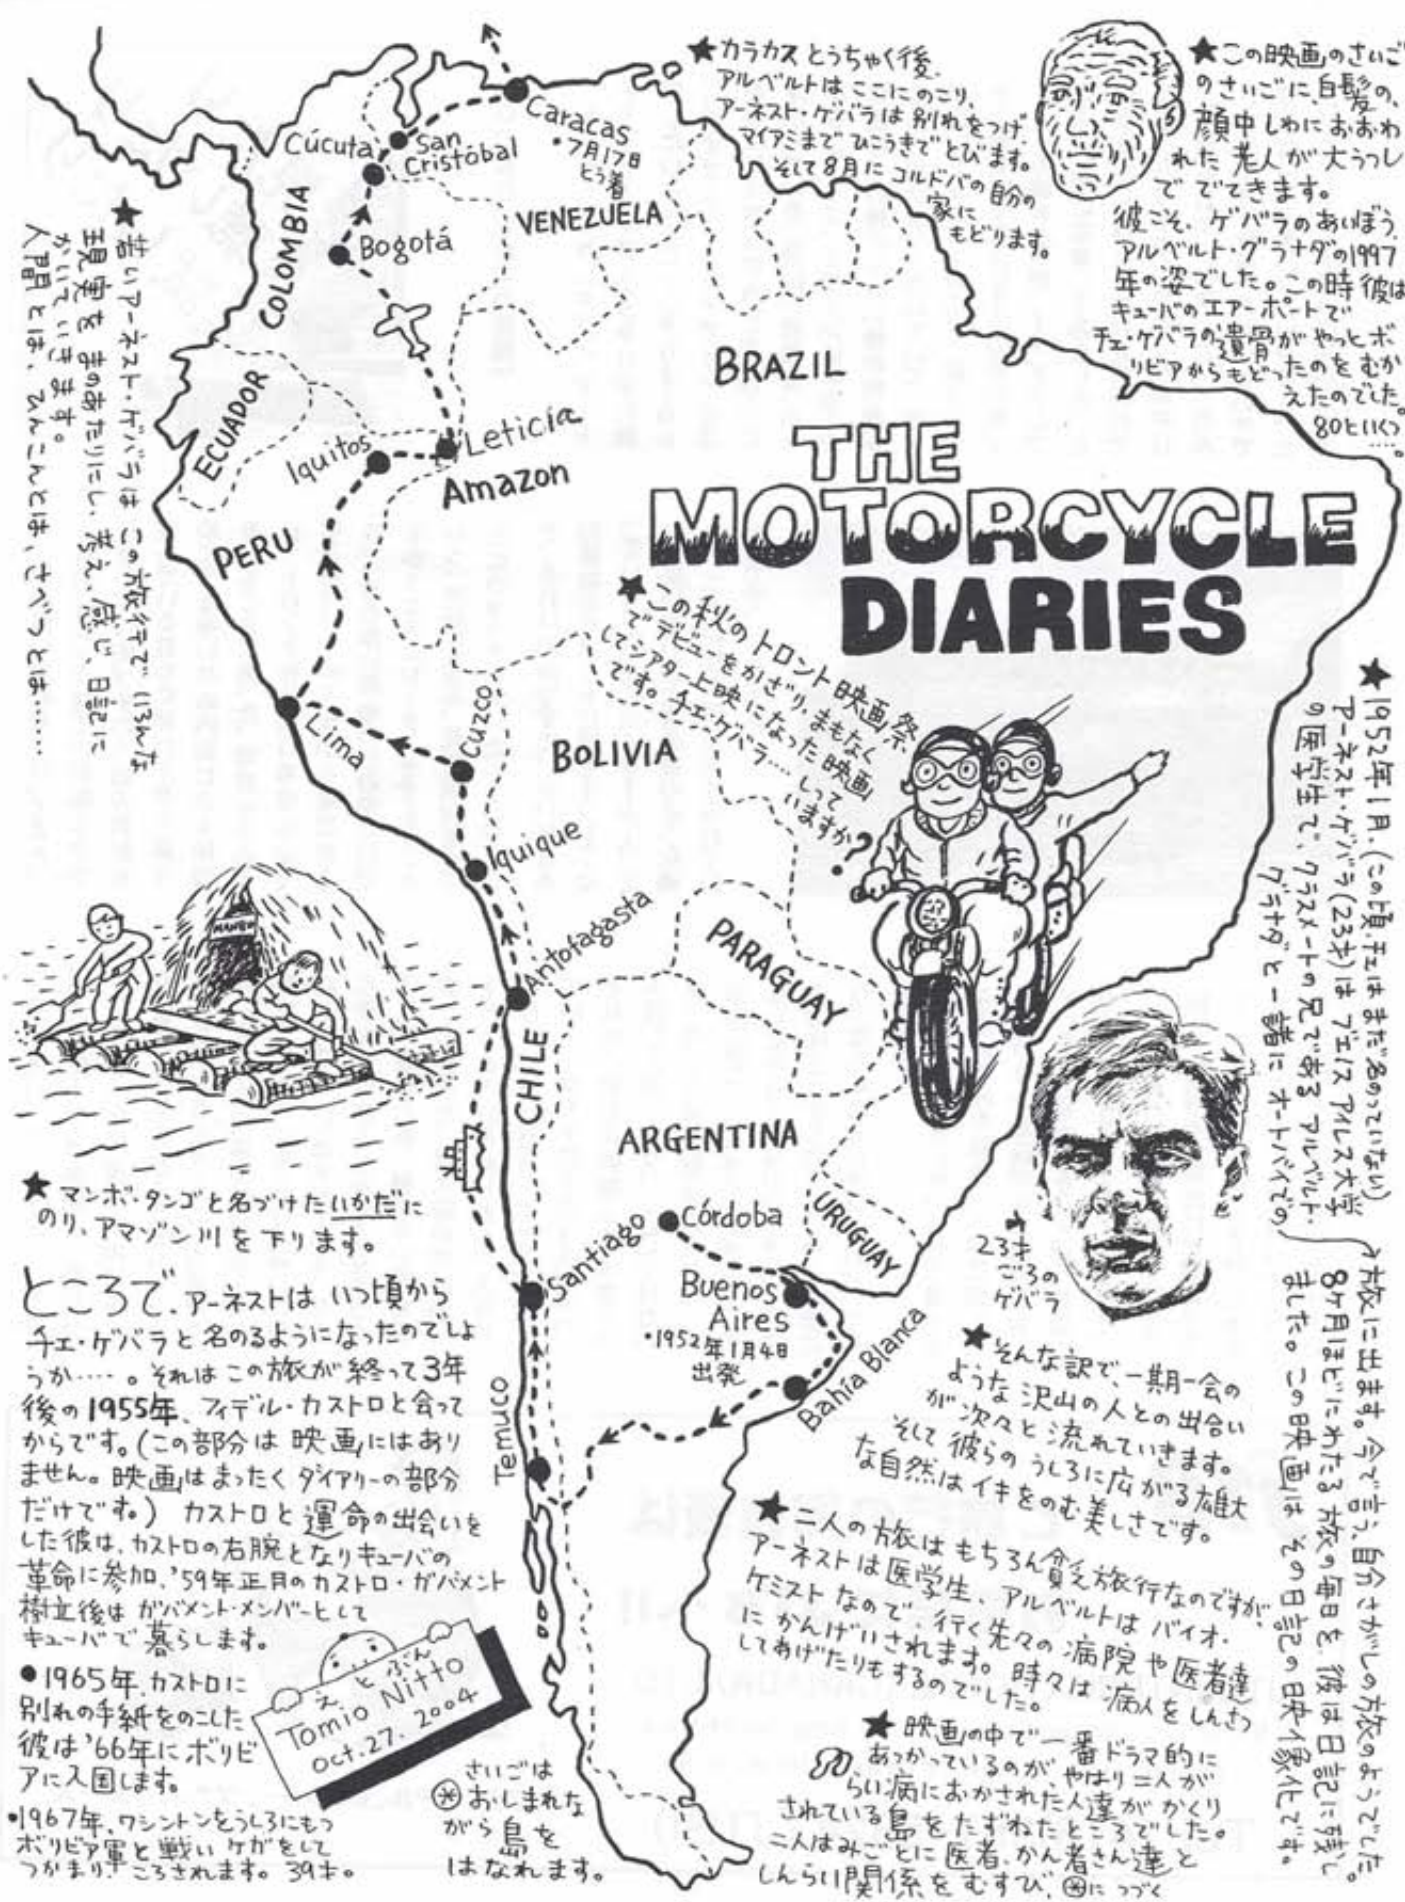 THE
MOTORCYCLE
DIARIES
★カラカスとうちゃく後、
アルベルトはここにのこり、
アーネスト・ゲバラは別れをつげ
マイアミまでひこうきでとびます。
そして8月にコルドバの自分の
家に
もどります。
★この映画のさいご
のさいごに、白髪の、
顔中しわにおおわ
れた老人が大うつし
ででてきます。
彼こそ、ゲバラのあいぼう、
アルベルト・グラナダの1997
年の姿でした。この時彼は
キューバのエアーポートで
チェ・ゲバラの遺骨がやっとボ
リビアからもどったのをむか
えたのでした。
80といくつ
……。
★若いアーネスト・ゲバラはこの旅行でいろんな
現実をまのあたりにし、考え、感じ、日記に
かいていきます。
人間とは、ひんこんとは、さべつとは……
Caracas
・7月17日
とう着
San
Cristóbal
Cúcuta
Bogotá
COLOMBIA
VENEZUELA
BRAZIL
ECUADOR
Iquitos
Leticia
Amazon
PERU
Lima
Cuzco
BOLIVIA
Iquique
Antofagasta
PARAGUAY
CHILE
ARGENTINA
URUGUAY
Córdoba
Santiago
Buenos
Aires
・1952年1月4日
出発
Bahía Blanca
Temuco
★この秋のトロント映画祭
でデビューをかざり、まもなく
してシアター上映になった映画
です。チェ・ゲバラ‥‥しって
いますか?
★1952年1月、(この頃チェはまだ名のっていない)
アーネスト・ゲバラ(23才)はブエノスアイレス大学
の医学生で、クラスメートの兄であるアルベルト・
グラナダと一諸にオートバイでの
旅に出ます。今で言う、自分さがしの旅のようでした。
8ヶ月ほどにわたる旅の毎日を、彼は日記に残し
ました。この映画はその日記の映像化です。
23才
ごろの
ゲバラ
MAMBO
★マンボ・タンゴと名づけたいかだに
のり、アマゾン川を下ります。
ところで、アーネストはいつ頃から
チェ・ゲバラと名のるようになったのでしょ
うか‥‥。それはこの旅が終って3年
後の1955年、フィデル・カストロと会って
からです。(この部分は映画にはあり
ません。映画はまったくダイアリーの部分
だけです。) カストロと運命の出会いを
した彼は、カストロの右腕となりキューバの
革命に参加、'59年正月のカストロ・ガバメント
樹立後はガバメント・メンバーとして
キューバで暮らします。
●1965年、カストロに
別れの手紙をのこした
彼は'66年にボリビ
アに入国します。
・1967年、ワシントンをうしろにもつ
ボリビア軍と戦いケガをして
つかまり、ころされます。39才。
え と ぶん
Tomio Nitto
oct.27. 2004
★そんな訳で、一期一会の
ような沢山の人との出合い
が次々と流れていきます。
そして彼らのうしろに広がる雄大
な自然はイキをのむ美しさです。
★二人の旅はもちろん貧乏旅行なのですが、
アーネストは医学生、アルベルトはバイオ・
ケミストなので、行く先々の病院や医者達
にかんげいされます。時々は病人をしんさつ
してあげたりもするのでした。
★映画の中で一番ドラマ的に
あつかっているのが、やはり二人が
らい病におかされた人達がかくり
されている島をたずねたところでした。
二人はみごとに医者、かん者さん達と
しんらい関係をむすび、※につづく
さいごは
※おしまれな
がら島を
はなれます。